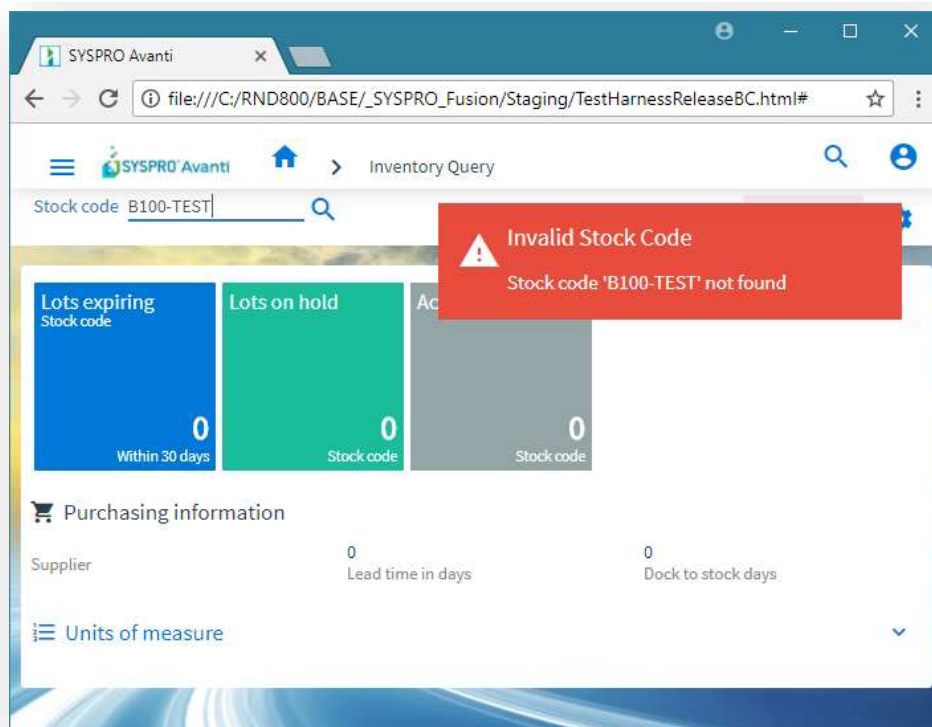 SYSPRO Avanti
file:///C:/RND800/BASE/_SYSPRO_Fusion/Staging/TestHarnessReleaseBC.html#
SYSPRO Avanti
Inventory Query
Stock code B100-TEST
Invalid Stock Code
Stock code 'B100-TEST' not found
Lots expiring
Stock code
0
Within 30 days
Lots on hold
0
Stock code
0
Stock code
Purchasing information
Supplier
0
Lead time in days
0
Dock to stock days
Units of measure